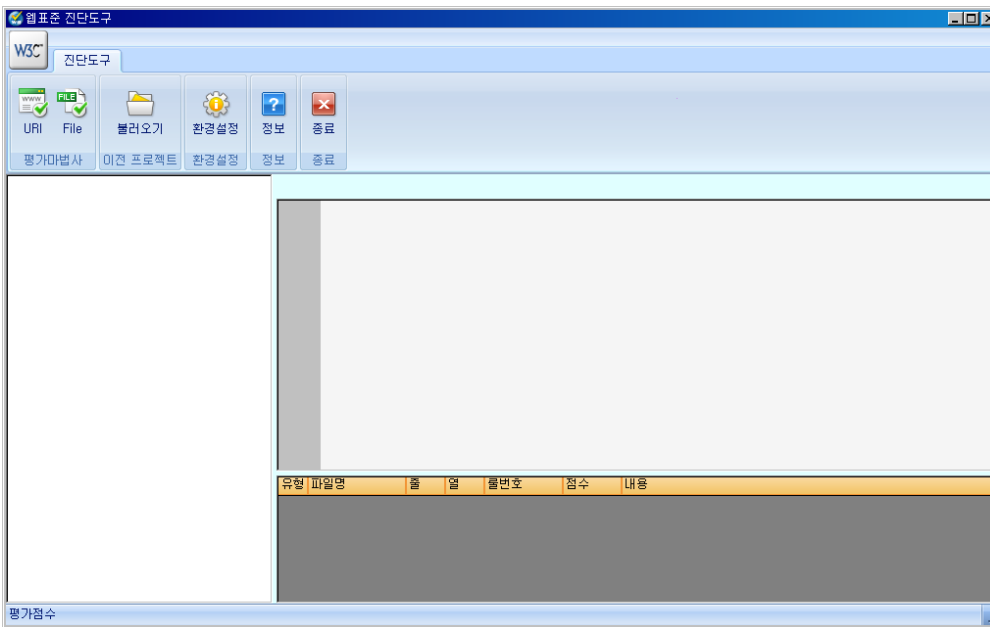 웹표준 진단도구
W3C
진단도구
WWW FILE
URI File 불러오기 환경설정 정보 종료
평가마법사 이전 프로젝트 환경설정 정보 종료
유형 파일명 줄 열 룰번호 점수 내용
평가점수